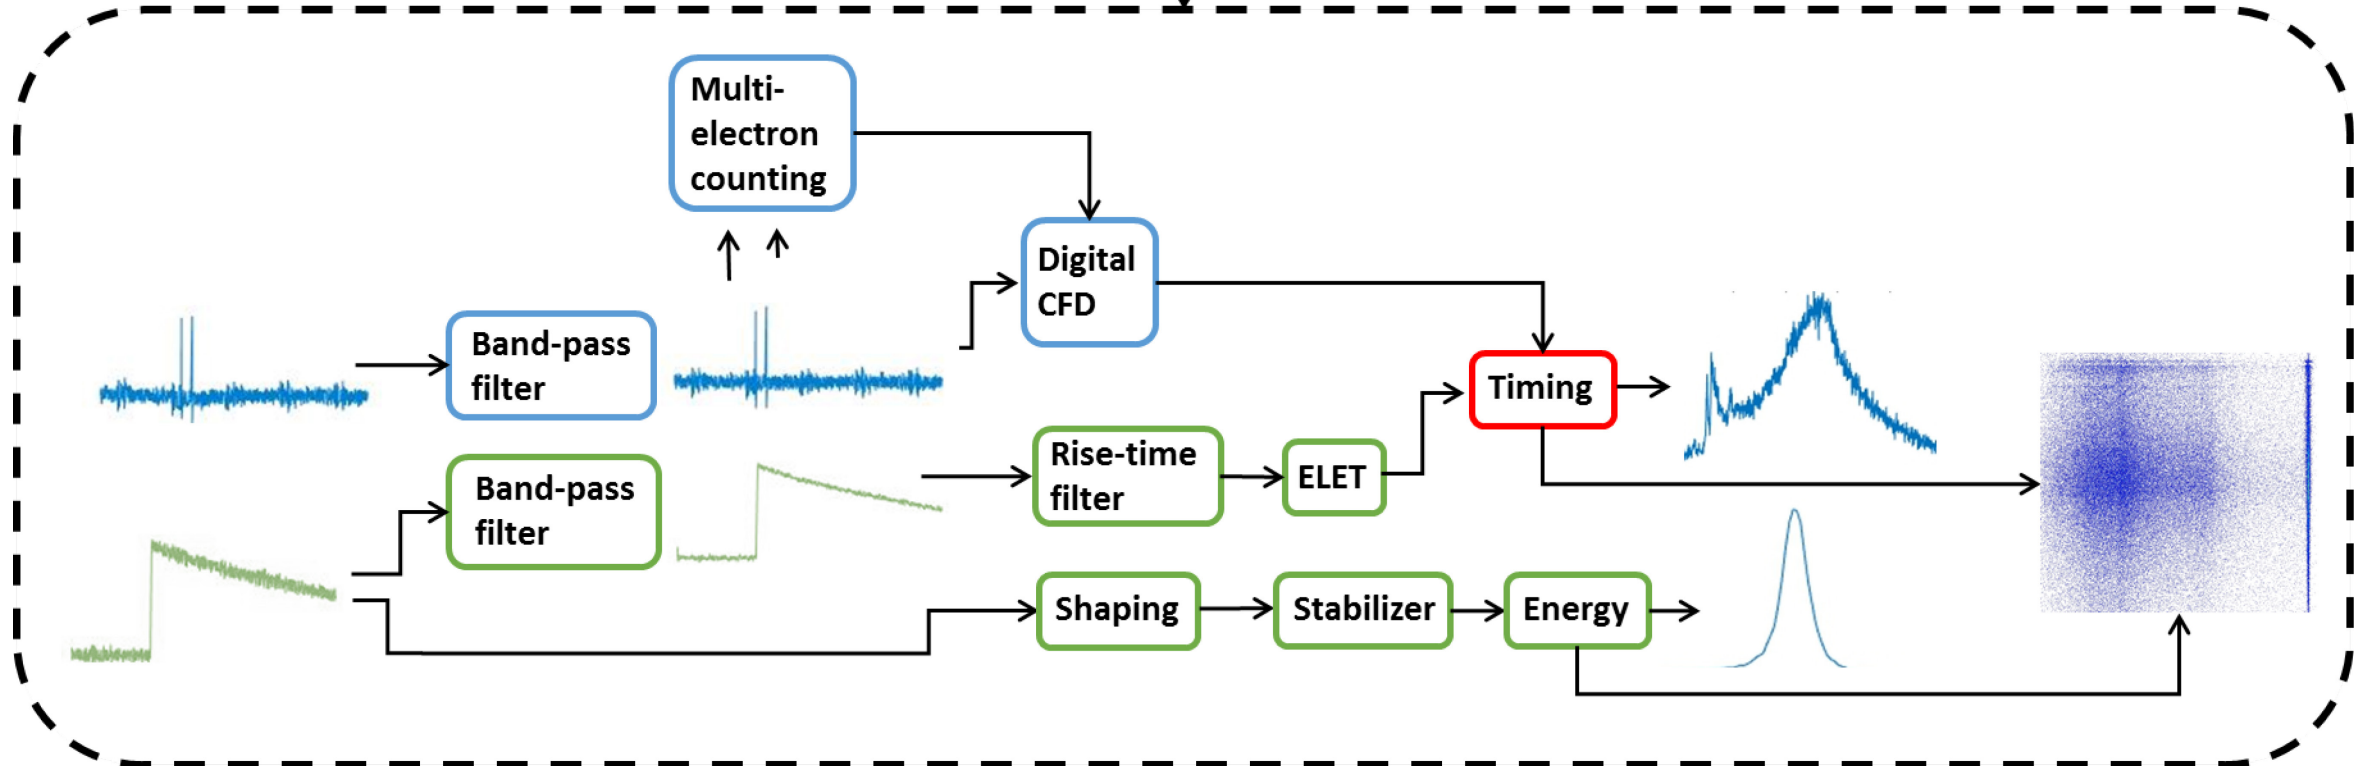 Multi-
electron
counting
Digital
CFD
Band-pass
filter
Timing
Band-pass
filter
Rise-time
filter
ELET
Shaping
Stabilizer
Energy